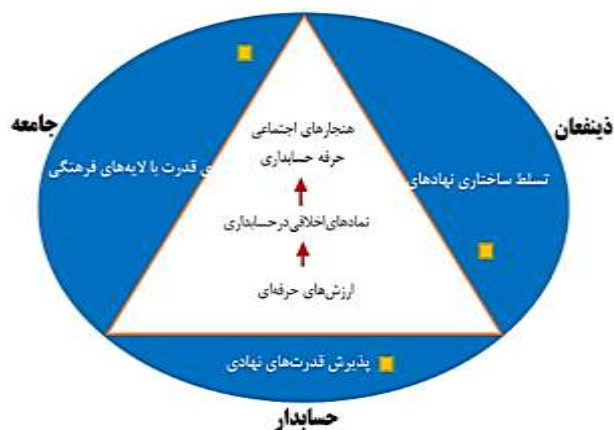 جامعه
ذینفعان
هنجارهای اجتماعی
حرفه حسابداری
ی قدرت با لایه‌های فرهنگی
تسلط ساختاری نهادهای
نمادهای اخلاقی در حسابداری
ارزش‌های حرفه‌ای
پذیرش قدرت‌های نهادی
حسابدار